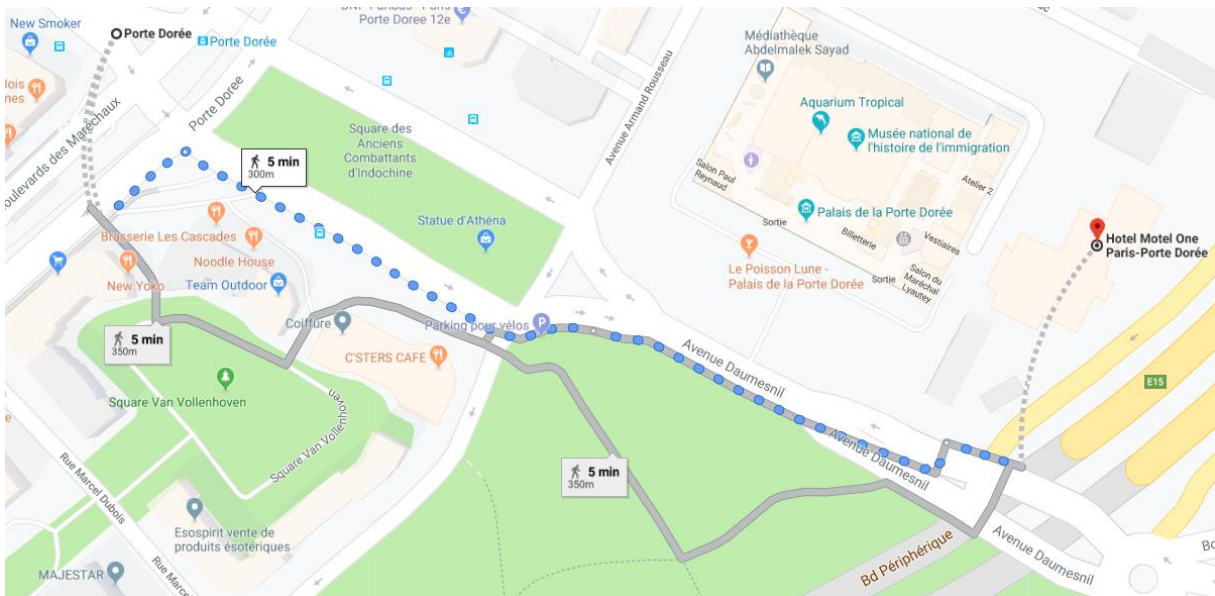 New Smoker
Porte Dorée
Porte Dorée
Porte Dorée 12e
Médiathèque
Abdelmalek Sayad
Avenue Armand Rousseau
Boulevards des Maréchaux
Porte Doree
Square des
Anciens
Combattants
d'Indochine
Aquarium Tropical
Musée national de
l'histoire de l'immigration
5 min
300m
Salon Paul
Reynaud
Atelier 2
Statue d'Athéna
Sortie
Palais de la Porte Dorée
Billetterie
Vestiaires
Hotel Motel One
Paris-Porte Dorée
Brasserie Les Cascades
Noodle House
New Yoko
Team Outdoor
Le Poisson Lune -
Palais de la Porte Dorée
Sortie
Salon du
Maréchal
Lyautey
Coiffure
Parking pour vélos
P
5 min
350m
C'STERS CAFE
Avenue Daumesnil
E15
Square Van Vollenhoven
Square Van Vollenhoven
Avenue Daumesnil
5 min
350m
Rue Marcel Dubois
Esospirit vente de
produits ésotériques
Bd Périphérique
Avenue Daumesnil
MAJESTAR
Rue Marcel